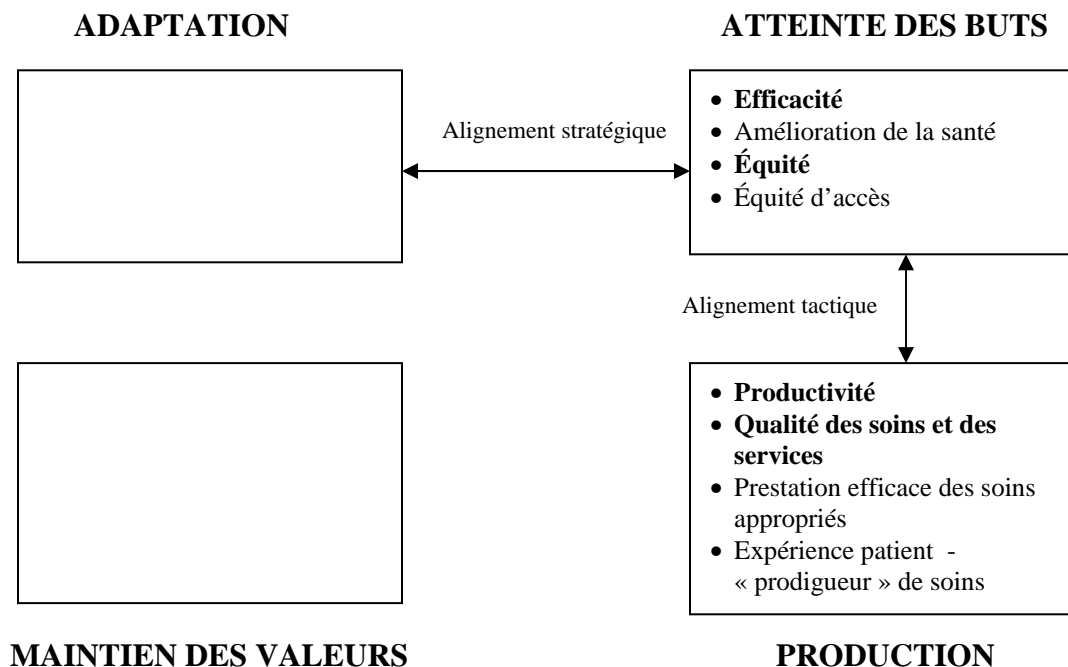 ADAPTATION
ATTEINTE DES BUTS
Alignement stratégique
• Efficacité
• Amélioration de la santé
• Équité
• Équité d’accès
Alignement tactique
• Productivité
• Qualité des soins et des
services
• Prestation efficace des soins
appropriés
• Expérience patient -
« prodigueur » de soins
MAINTIEN DES VALEURS
PRODUCTION